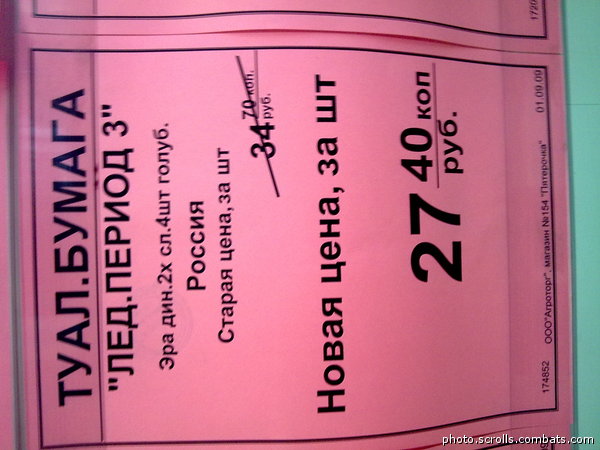 ТУАЛ.БУМАГА
"ЛЕД.ПЕРИОД 3"
Эра дин.2х сл.4шт голуб.
Россия
Старая цена,за шт
34 70 коп.
руб.
Новая цена, за шт
27 40 коп
руб.
174852 ООО"Агроторг", магазин №154 "Пятерочка" 01.09.09
photo.scrolls.combats.com